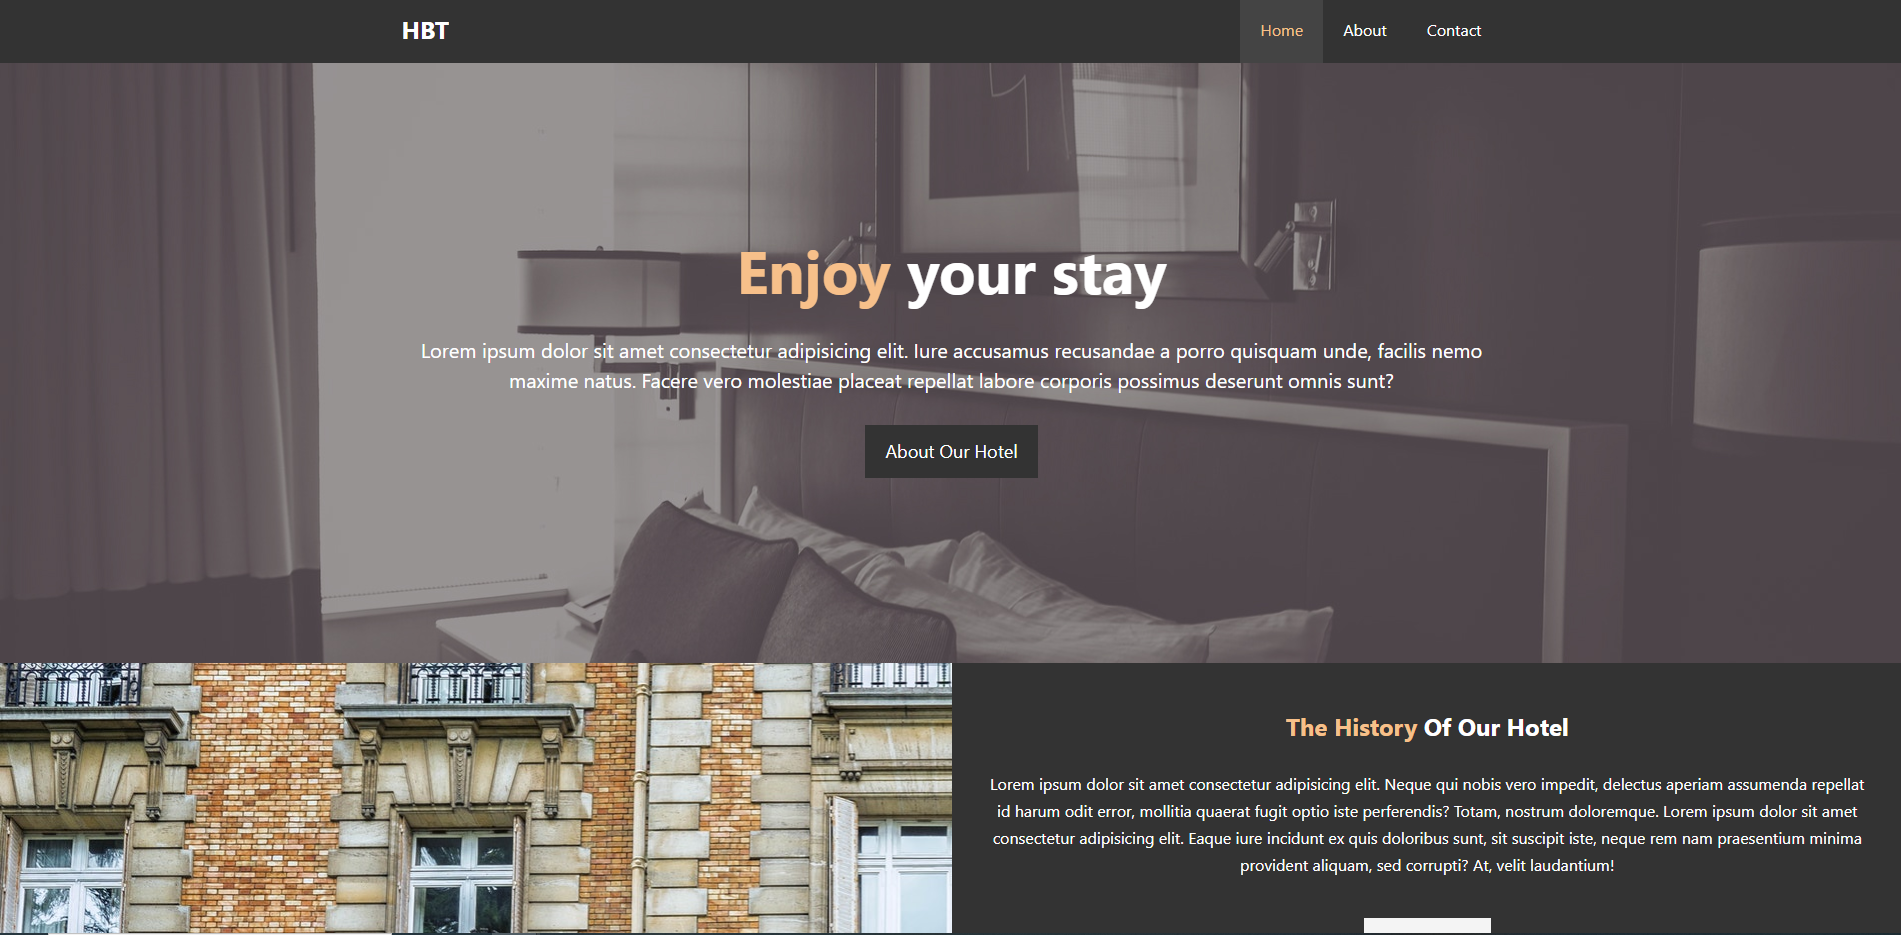 HBT
Home About Contact
Enjoy your stay
Lorem ipsum dolor sit amet consectetur adipisicing elit. Iure accusamus recusandae a porro quisquam unde, facilis nemo
maxime natus. Facere vero molestiae placeat repellat labore corporis possimus deserunt omnis sunt?
About Our Hotel
The History Of Our Hotel
Lorem ipsum dolor sit amet consectetur adipisicing elit. Neque qui nobis vero impedit, delectus aperiam assumenda repellat
id harum odit error, mollitia quaerat fugit optio iste perferendis? Totam, nostrum doloremque. Lorem ipsum dolor sit amet
consectetur adipisicing elit. Eaque iure incidunt ex quis doloribus sunt, sit suscipit iste, neque rem nam praesentium minima
provident aliquam, sed corrupti? At, velit laudantium!